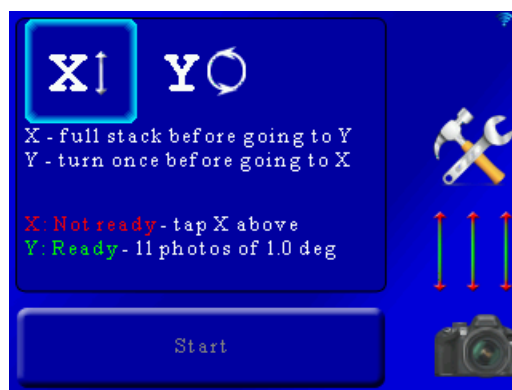 X Y
X - full stack before going to Y
Y - turn once before going to X
X: Not ready - tap X above
Y: Ready - 11 photos of 1.0 deg
Start